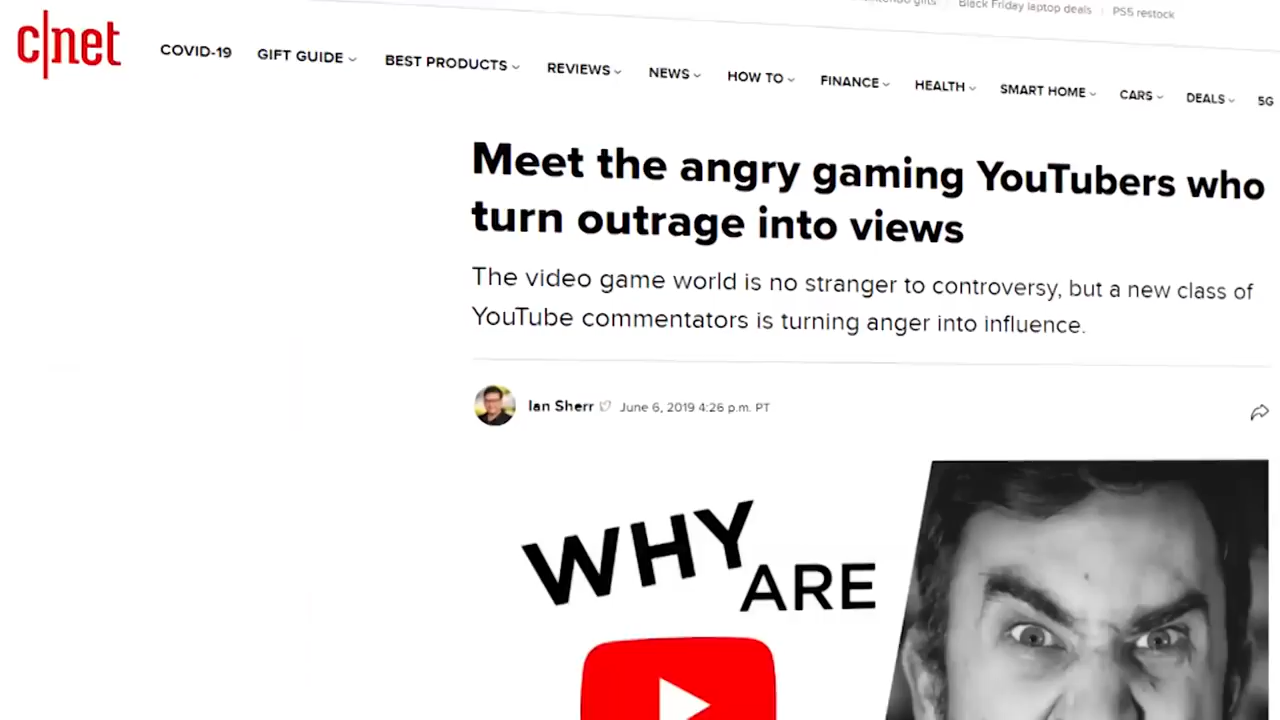 Black Friday laptop deals
PS5 restock
c|net
COVID-19
GIFT GUIDE
BEST PRODUCTS
REVIEWS
NEWS
HOW TO
FINANCE
HEALTH
SMART HOME
CARS
DEALS
5G
Meet the angry gaming YouTubers who
turn outrage into views
The video game world is no stranger to controversy, but a new class of
YouTube commentators is turning anger into influence.
Ian Sherr June 6, 2019 4:26 p.m. PT
WHY
ARE